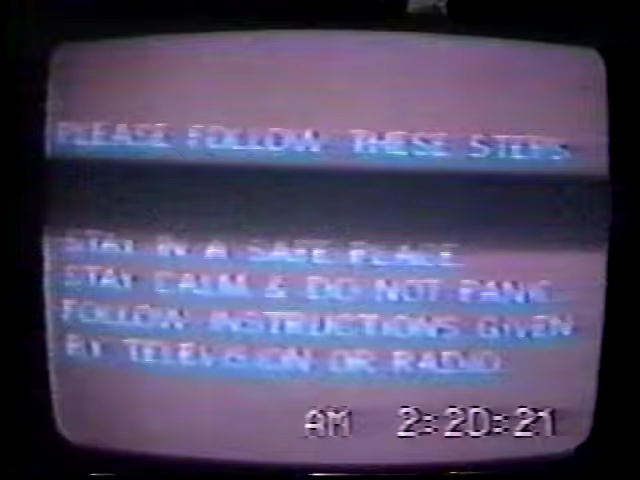 PLEASE FOLLOW THESE STEPS
STAY IN A SAFE PLACE
STAY CALM & DO NOT PANIC
FOLLOW INSTRUCTIONS GIVEN
BY TELEVISION OR RADIO
AM 2:20:21